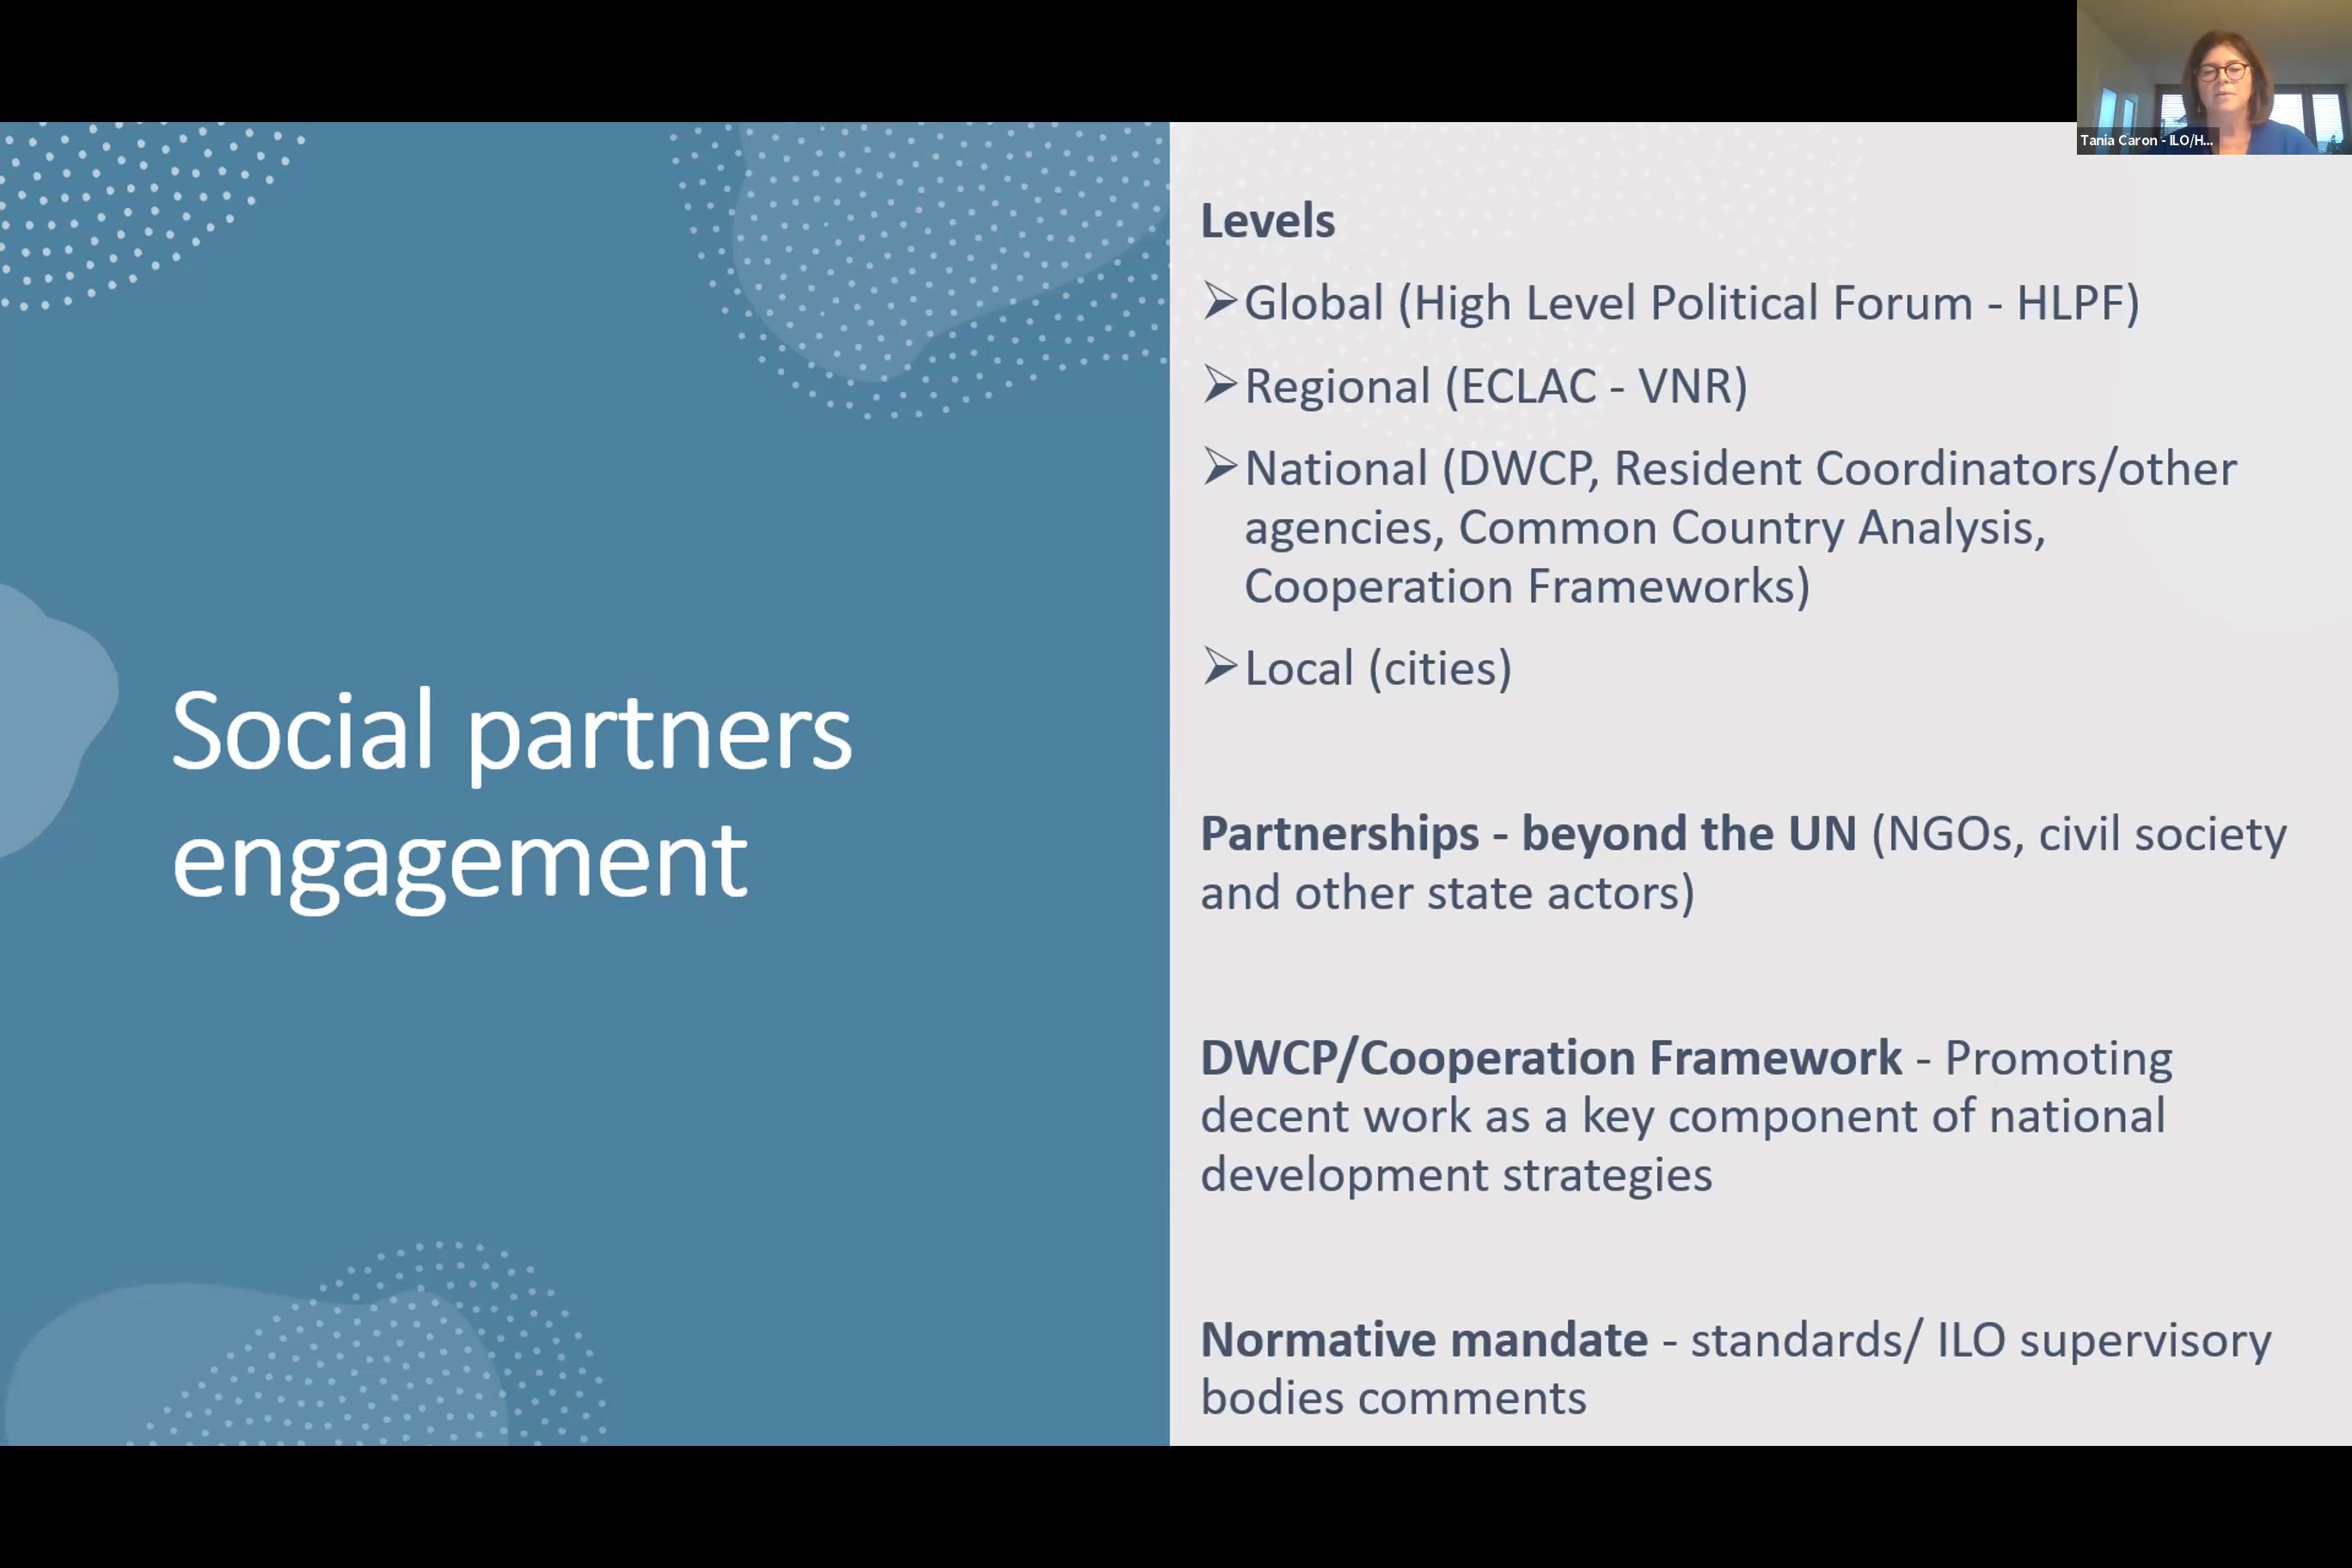 Tania Caron - ILO/H...
Social partners
engagement
Levels
➢Global (High Level Political Forum - HLPF)
➢Regional (ECLAC - VNR)
➢National (DWCP, Resident Coordinators/other
agencies, Common Country Analysis,
Cooperation Frameworks)
➢Local (cities)
Partnerships - beyond the UN (NGOs, civil society
and other state actors)
DWCP/Cooperation Framework - Promoting
decent work as a key component of national
development strategies
Normative mandate - standards/ ILO supervisory
bodies comments